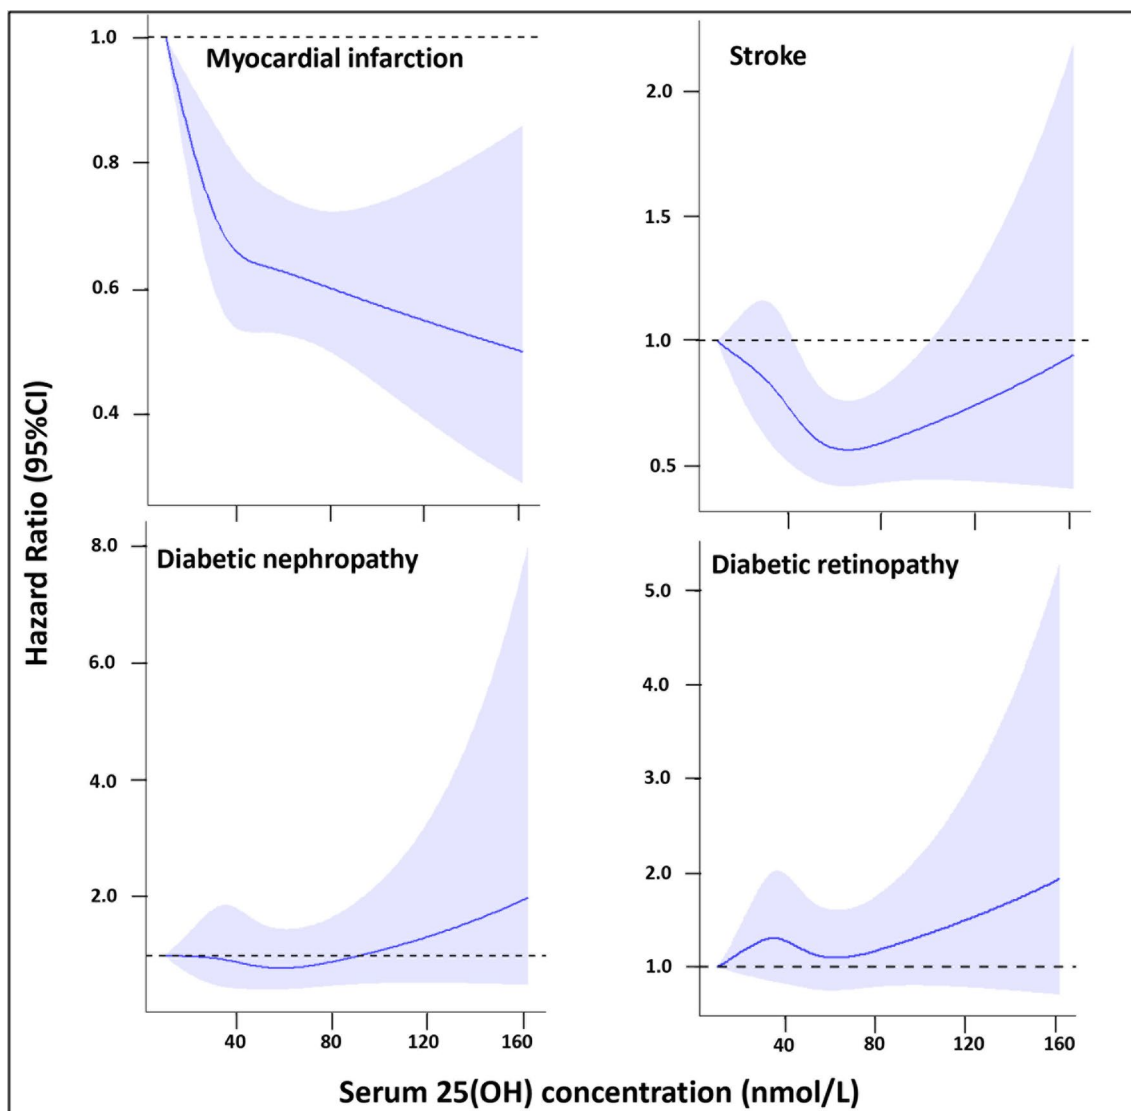 Hazard Ratio (95%CI)
Myocardial infarction
1.0
0.8
0.6
0.4
Stroke
2.0
1.5
1.0
0.5
Diabetic nephropathy
8.0
6.0
4.0
2.0
40 80 120 160
Diabetic retinopathy
5.0
4.0
3.0
2.0
1.0
40 80 120 160
Serum 25(OH) concentration (nmol/L)